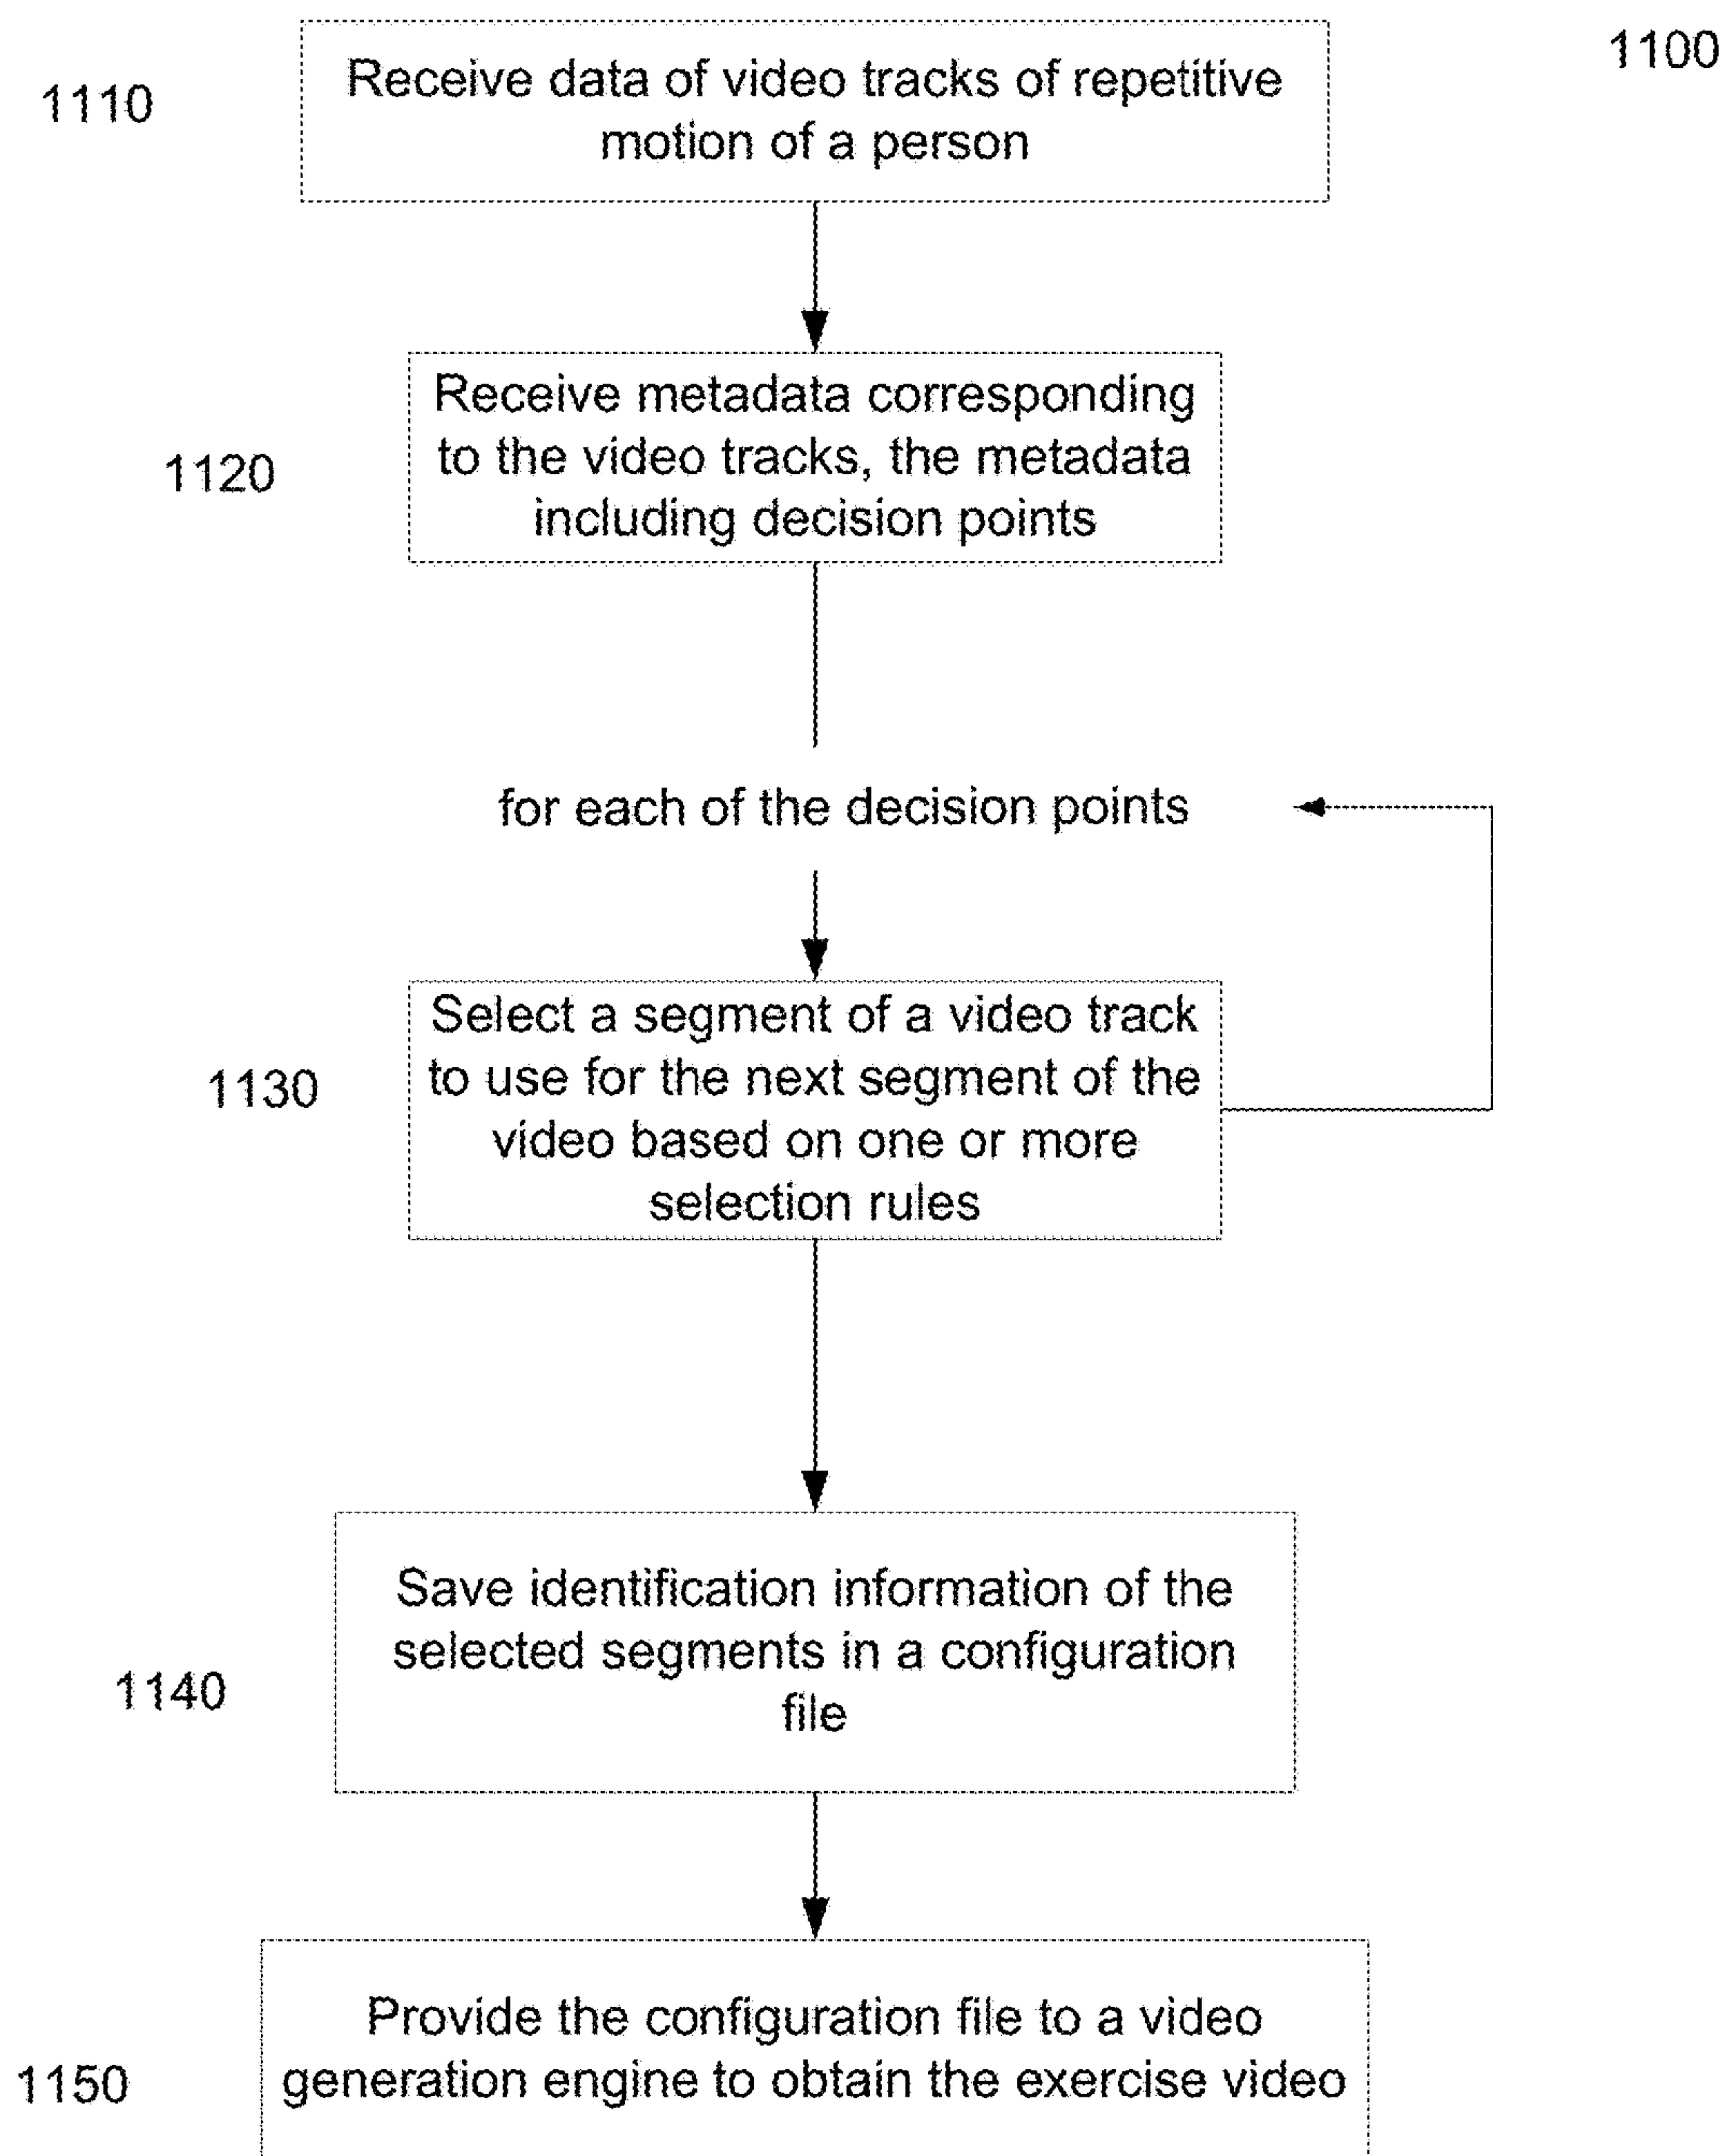 1100
1110
Receive data of video tracks of repetitive
motion of a person
1120
Receive metadata corresponding
to the video tracks, the metadata
including decision points
for each of the decision points
1130
Select a segment of a video track
to use for the next segment of the
video based on one or more
selection rules
1140
Save identification information of the
selected segments in a configuration
file
1150
Provide the configuration file to a video
generation engine to obtain the exercise video